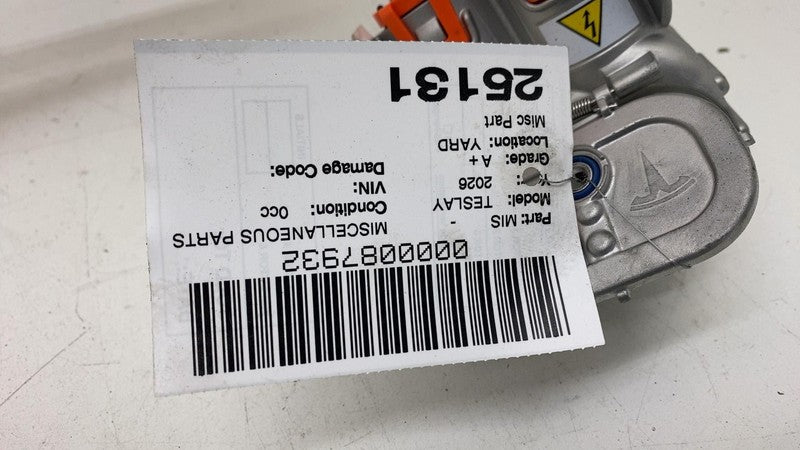 0000087932
Part: MIS - MISCELLANEOUS PARTS
Model: TESLAY Condition: 0cc
Yr: 2026 VIN:
Grade: A+ Damage Code:
Location: YARD
Misc Part
25131